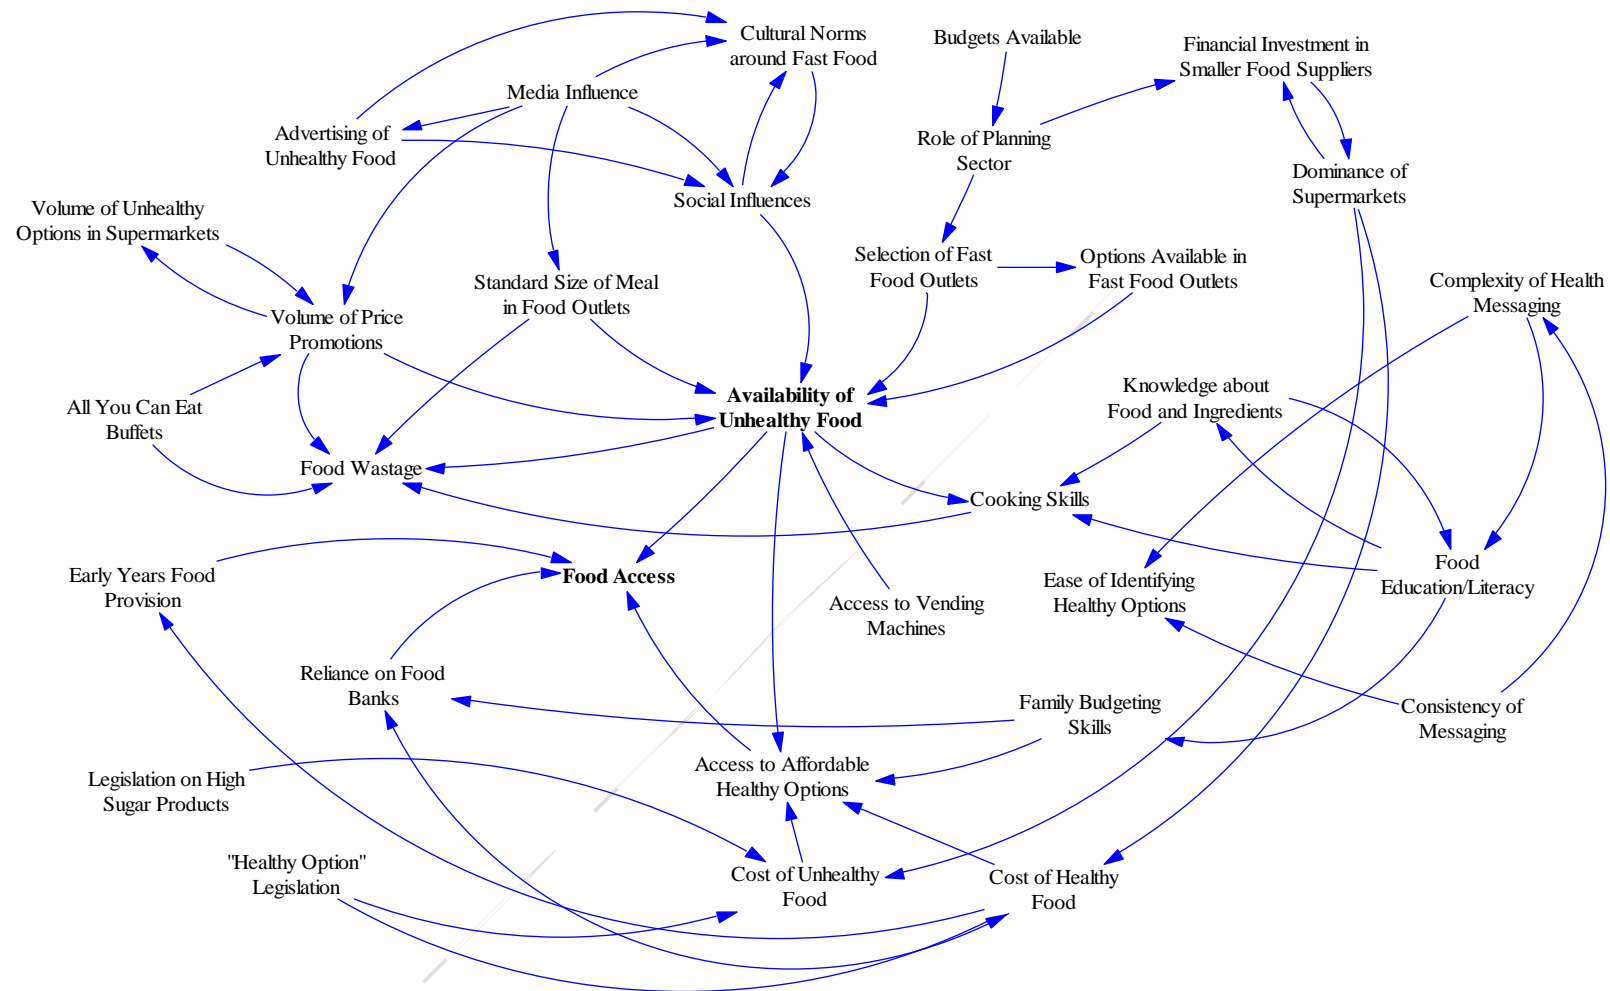 Cultural Norms
around Fast Food
Budgets Available
Financial Investment in
Smaller Food Suppliers
Media Influence
Advertising of
Unhealthy Food
Role of Planning
Sector
Dominance of
Supermarkets
Social Influences
Volume of Unhealthy
Options in Supermarkets
Selection of Fast
Food Outlets
Options Available in
Fast Food Outlets
Standard Size of Meal
in Food Outlets
Complexity of Health
Messaging
Volume of Price
Promotions
Availability of
Unhealthy Food
Knowledge about
Food and Ingredients
All You Can Eat
Buffets
Food Wastage
Cooking Skills
Early Years Food
Provision
Food Access
Access to Vending
Machines
Ease of Identifying
Healthy Options
Food
Education/Literacy
Reliance on Food
Banks
Family Budgeting
Skills
Consistency of
Messaging
Legislation on High
Sugar Products
Access to Affordable
Healthy Options
"Healthy Option"
Legislation
Cost of Unhealthy
Food
Cost of Healthy
Food